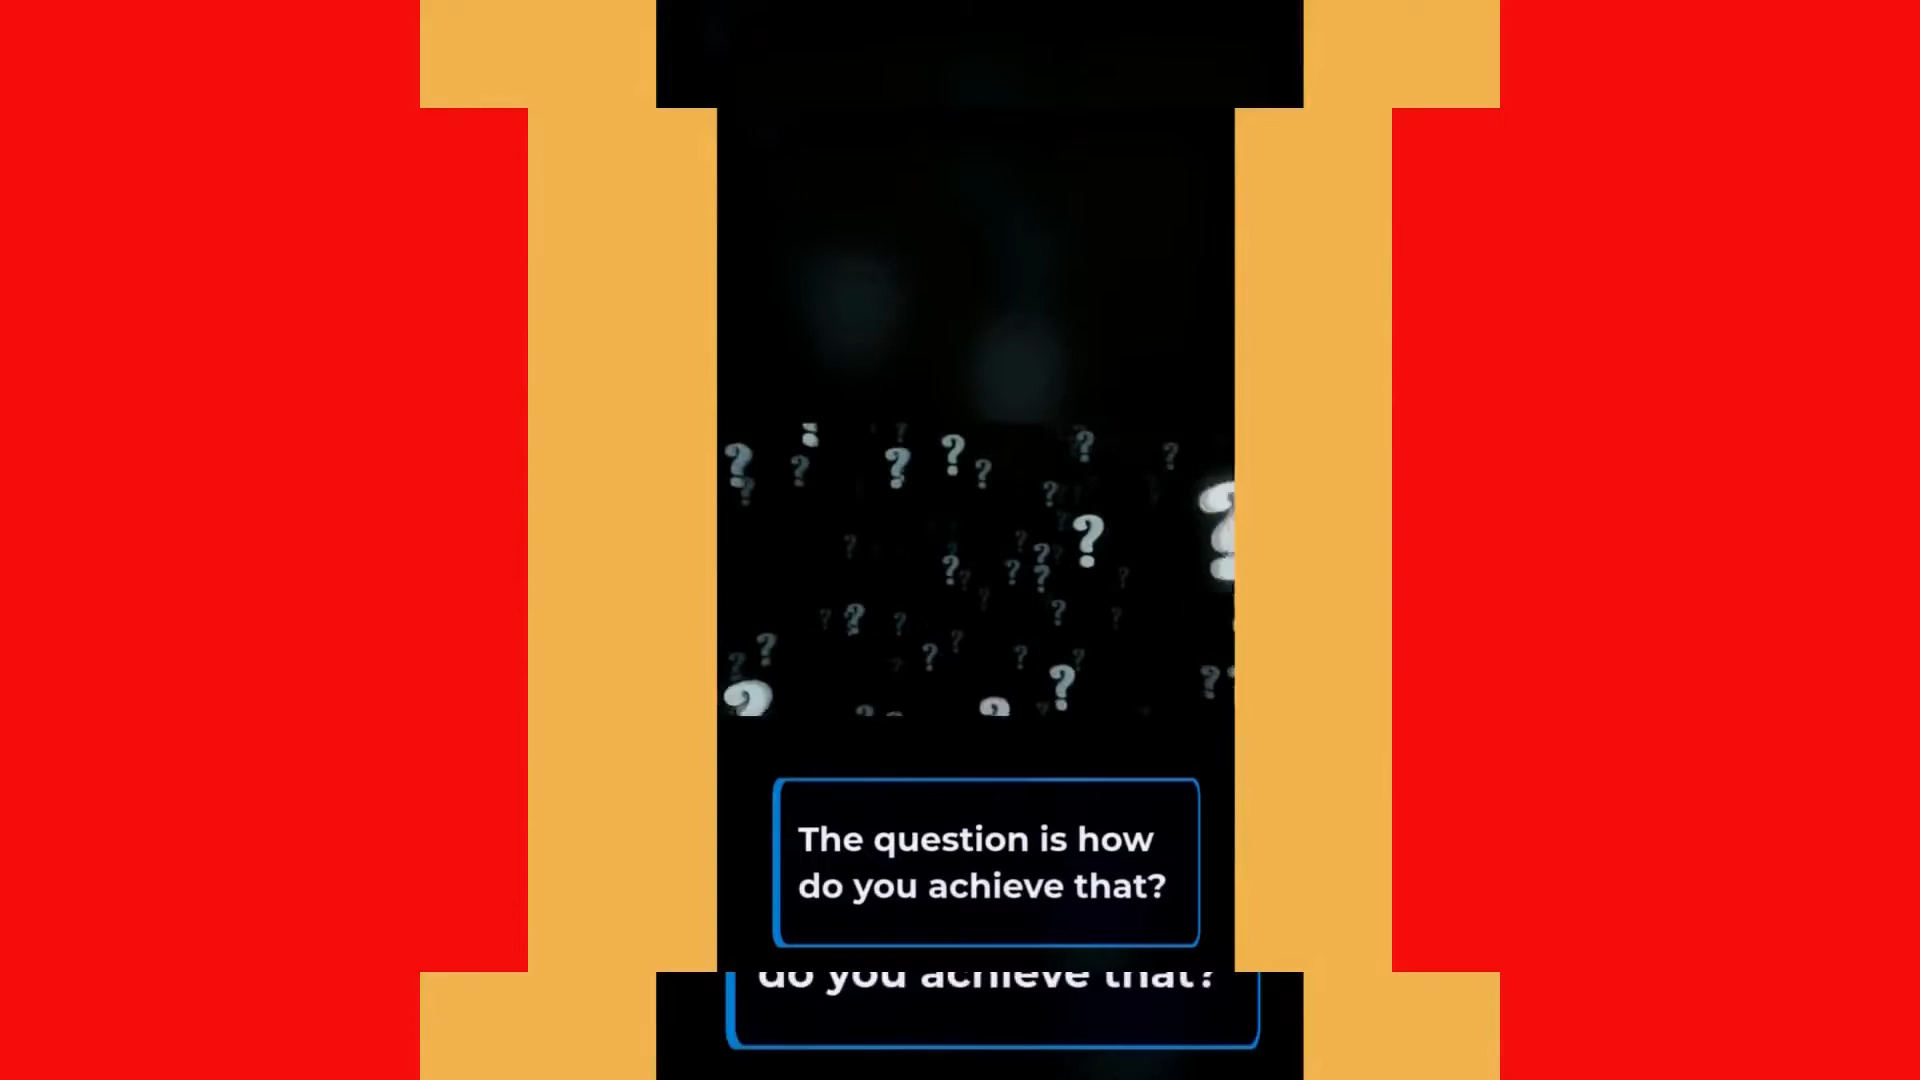 ? ? ? ? ? ? ? ?
The question is how
do you achieve that?
do you achieve that?